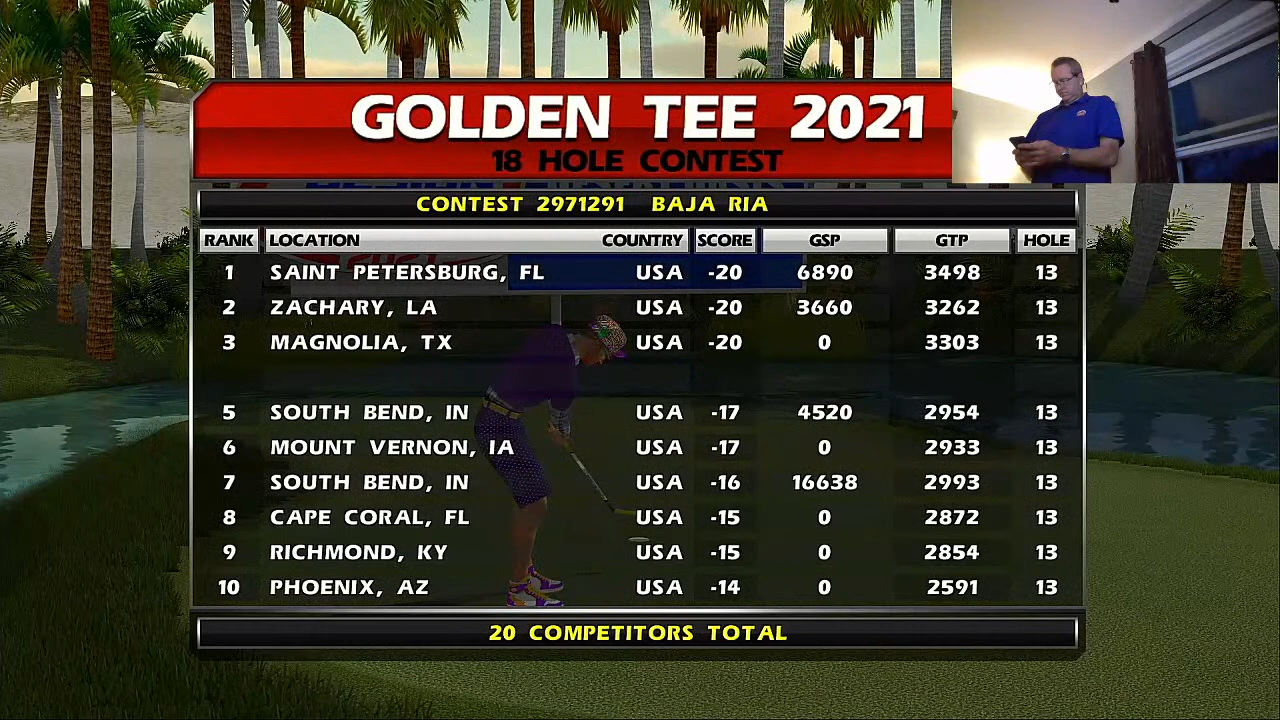 GOLDEN TEE 2021
18 HOLE CONTEST
CONTEST 2971291 BAJA RIA
RANK LOCATION COUNTRY SCORE GSP GTP HOLE
1 SAINT PETERSBURG, FL USA -20 6890 3498 13
2 ZACHARY, LA USA -20 3660 3262 13
3 MAGNOLIA, TX USA -20 0 3303 13
5 SOUTH BEND, IN USA -17 4520 2954 13
6 MOUNT VERNON, IA USA -17 0 2933 13
7 SOUTH BEND, IN USA -16 16638 2993 13
8 CAPE CORAL, FL USA -15 0 2872 13
9 RICHMOND, KY USA -15 0 2854 13
10 PHOENIX, AZ USA -14 0 2591 13
20 COMPETITORS TOTAL